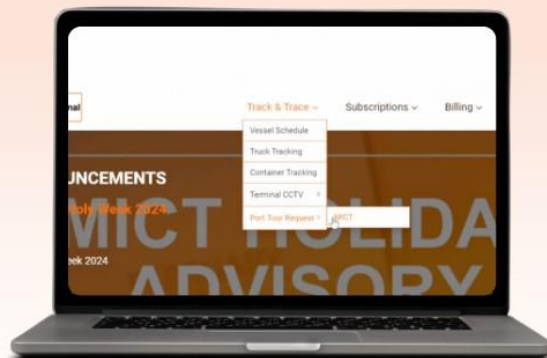 nal
Track & Trace
Subscriptions
Billing
Vessel Schedule
Truck Tracking
Container Tracking
Terminal CCTV
Port Tour Request
MICT
UNCEMENTS
Holy Week 2024
ek 2024
MICT HOLIDA
ADVISORY